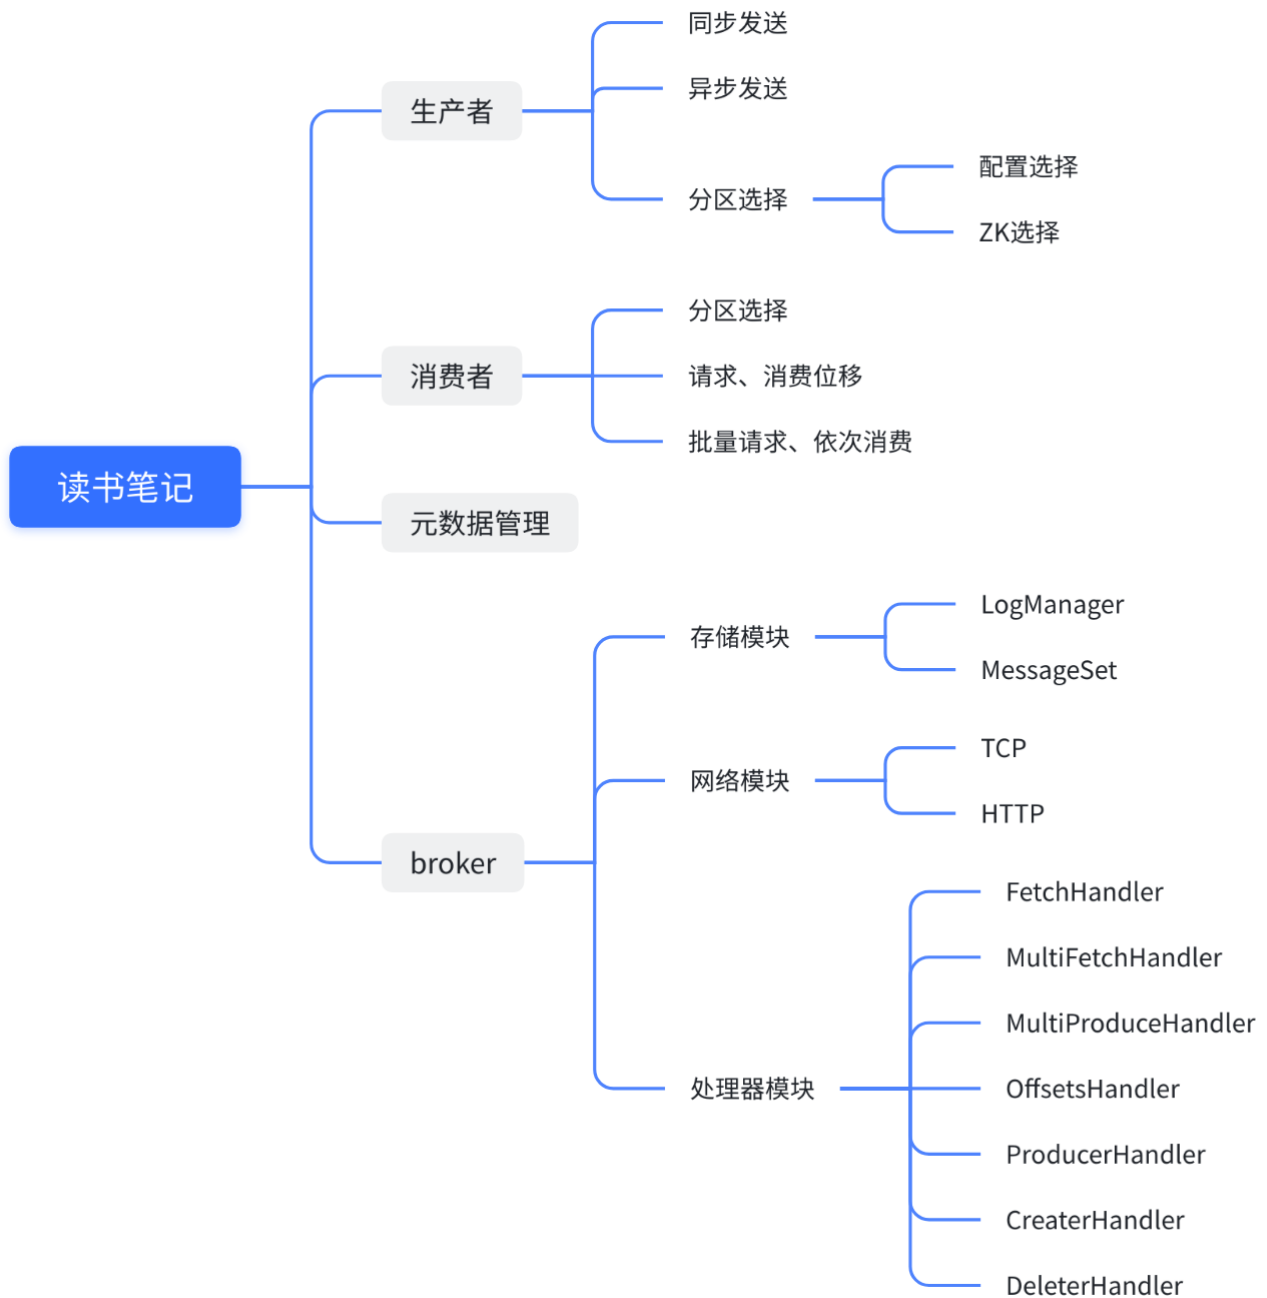 读书笔记
生产者
同步发送
异步发送
分区选择
配置选择
ZK选择
消费者
分区选择
请求、消费位移
批量请求、依次消费
元数据管理
broker
存储模块
LogManager
MessageSet
网络模块
TCP
HTTP
处理器模块
FetchHandler
MultiFetchHandler
MultiProduceHandler
OffsetsHandler
ProducerHandler
CreaterHandler
DeleterHandler